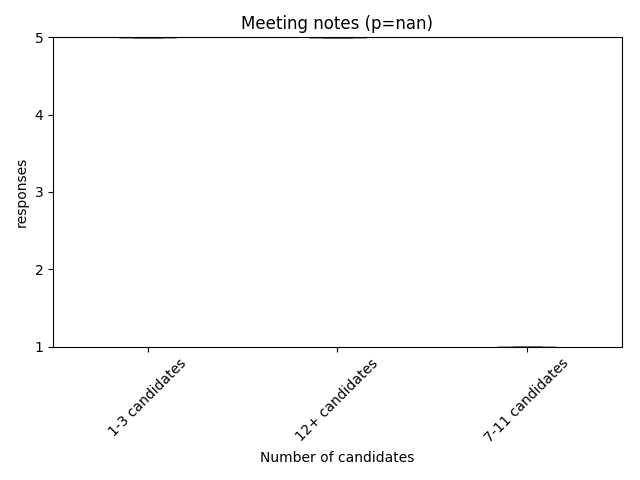 Meeting notes (p=nan)
5
4
3
2
1
responses
1-3 candidates
12+ candidates
7-11 candidates
Number of candidates